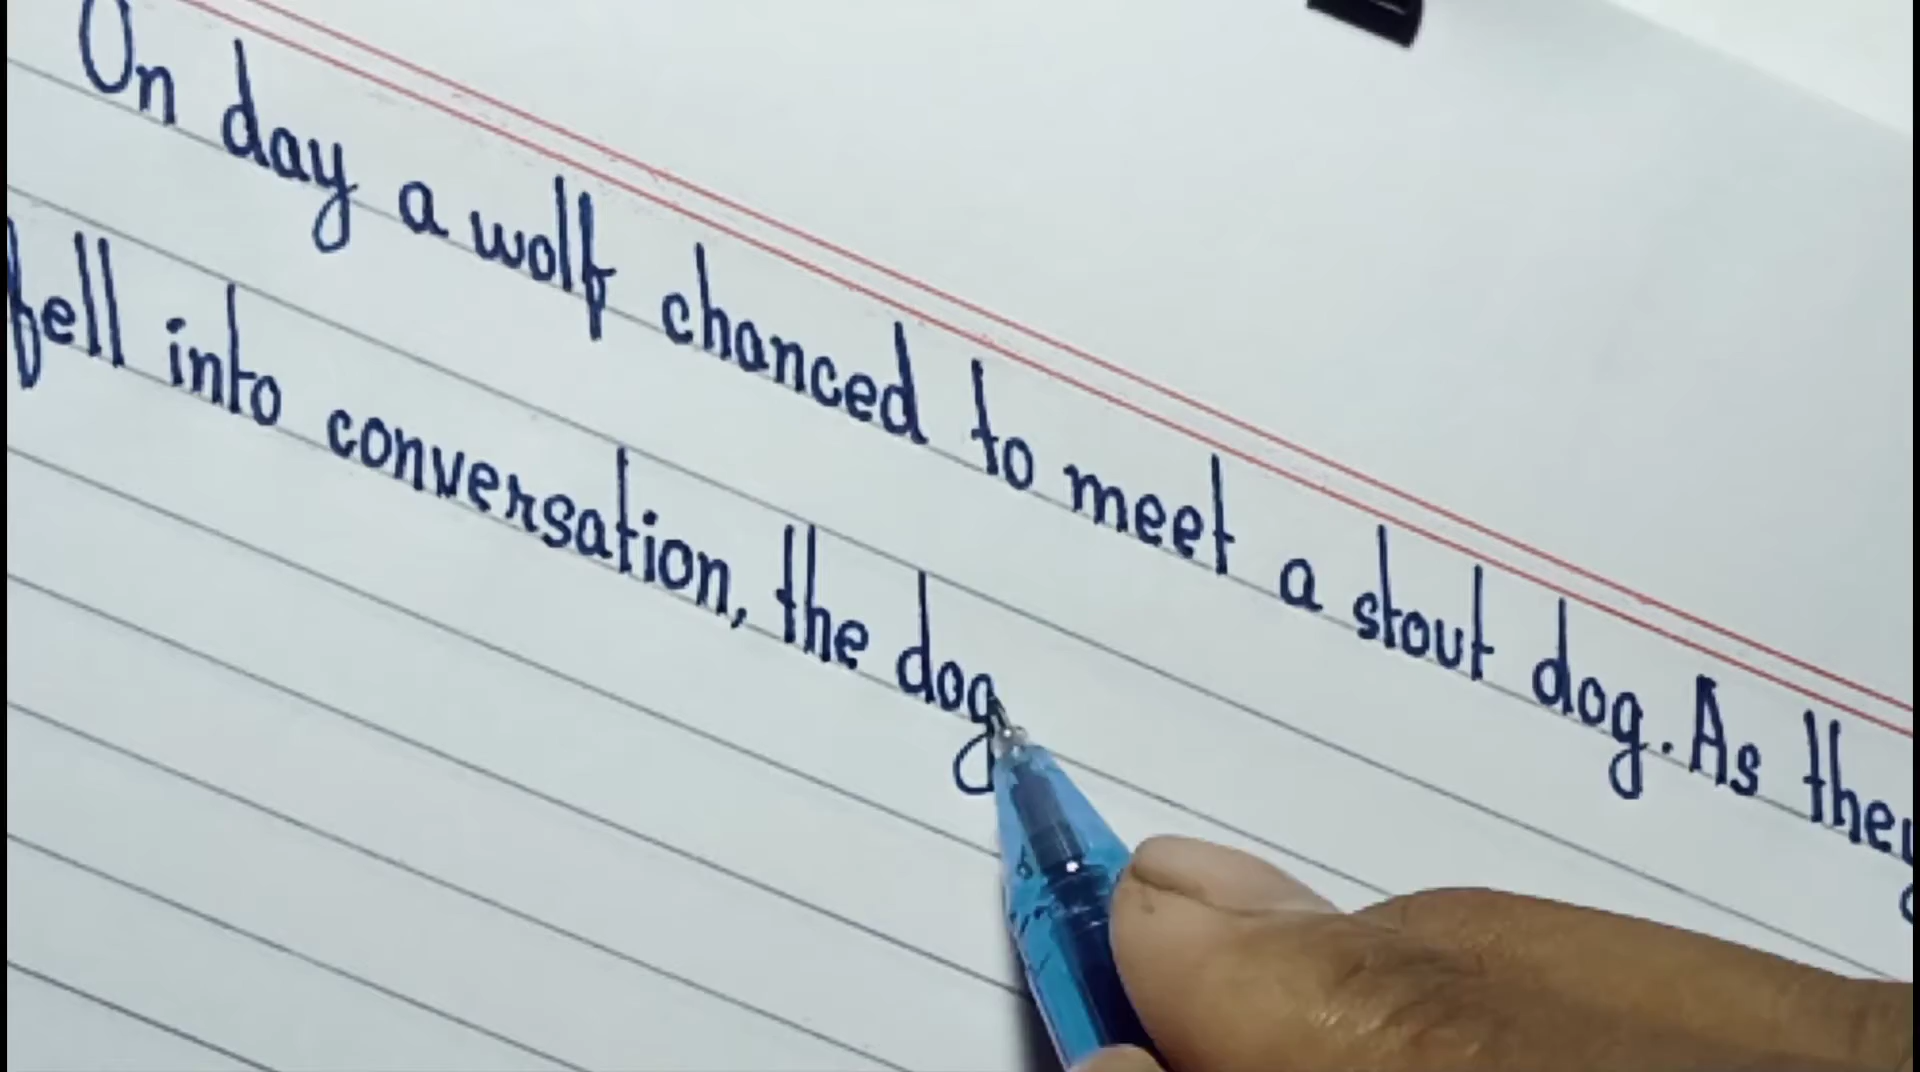 On day a wolf chanced to meet a stout dog. As they
fell into conversation, the dog